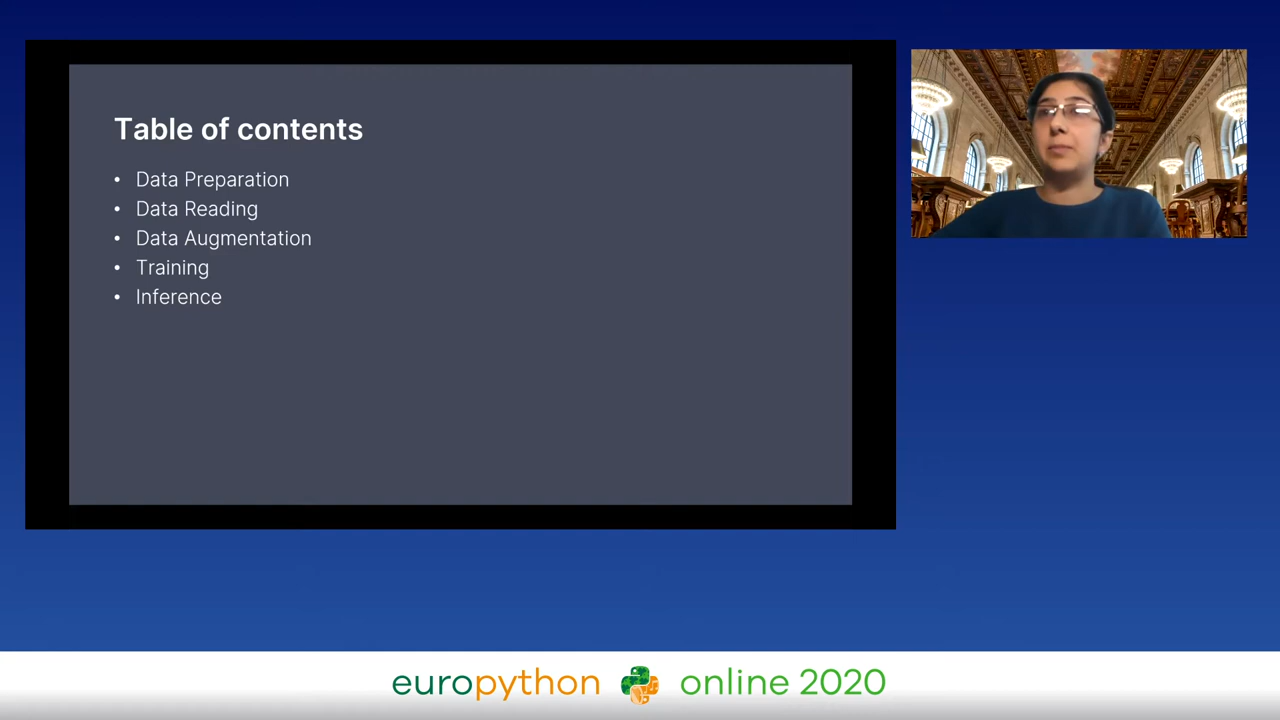 Table of contents
• Data Preparation
• Data Reading
• Data Augmentation
• Training
• Inference
europython online 2020